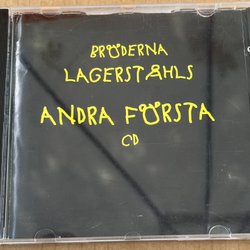 BRÖDERNA
LAGERSTÅHLS
ANDRA FÖRSTA
CD